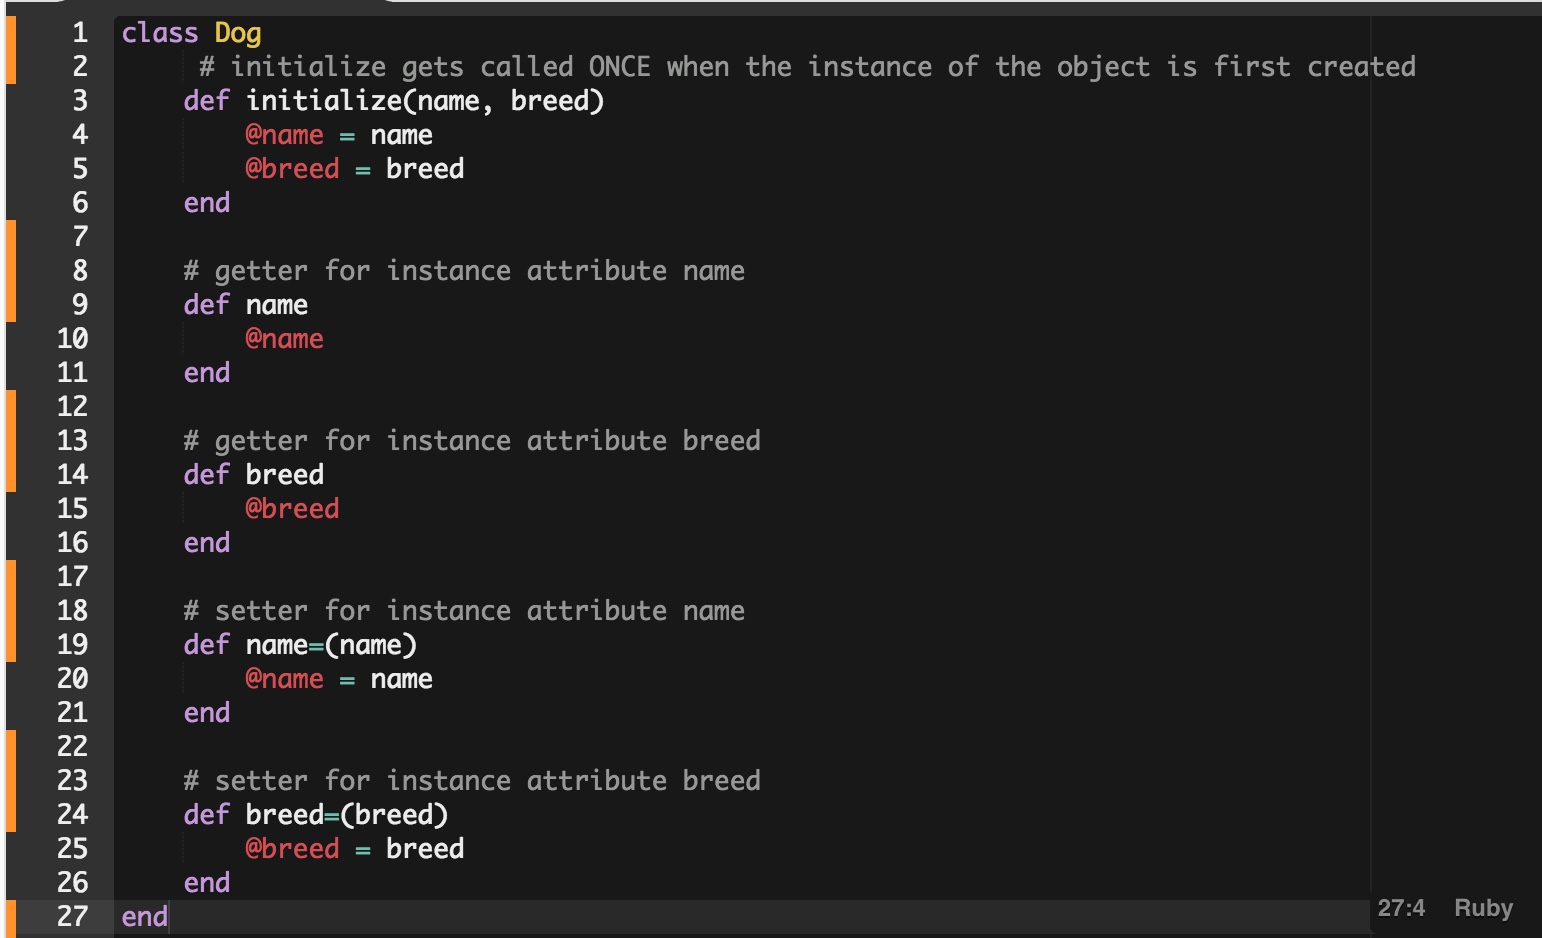 1 class Dog
2 # initialize gets called ONCE when the instance of the object is first created
3 def initialize(name, breed)
4 @name = name
5 @breed = breed
6 end
7
8 # getter for instance attribute name
9 def name
10 @name
11 end
12
13 # getter for instance attribute breed
14 def breed
15 @breed
16 end
17
18 # setter for instance attribute name
19 def name=(name)
20 @name = name
21 end
22
23 # setter for instance attribute breed
24 def breed=(breed)
25 @breed = breed
26 end
27 end
27:4 Ruby